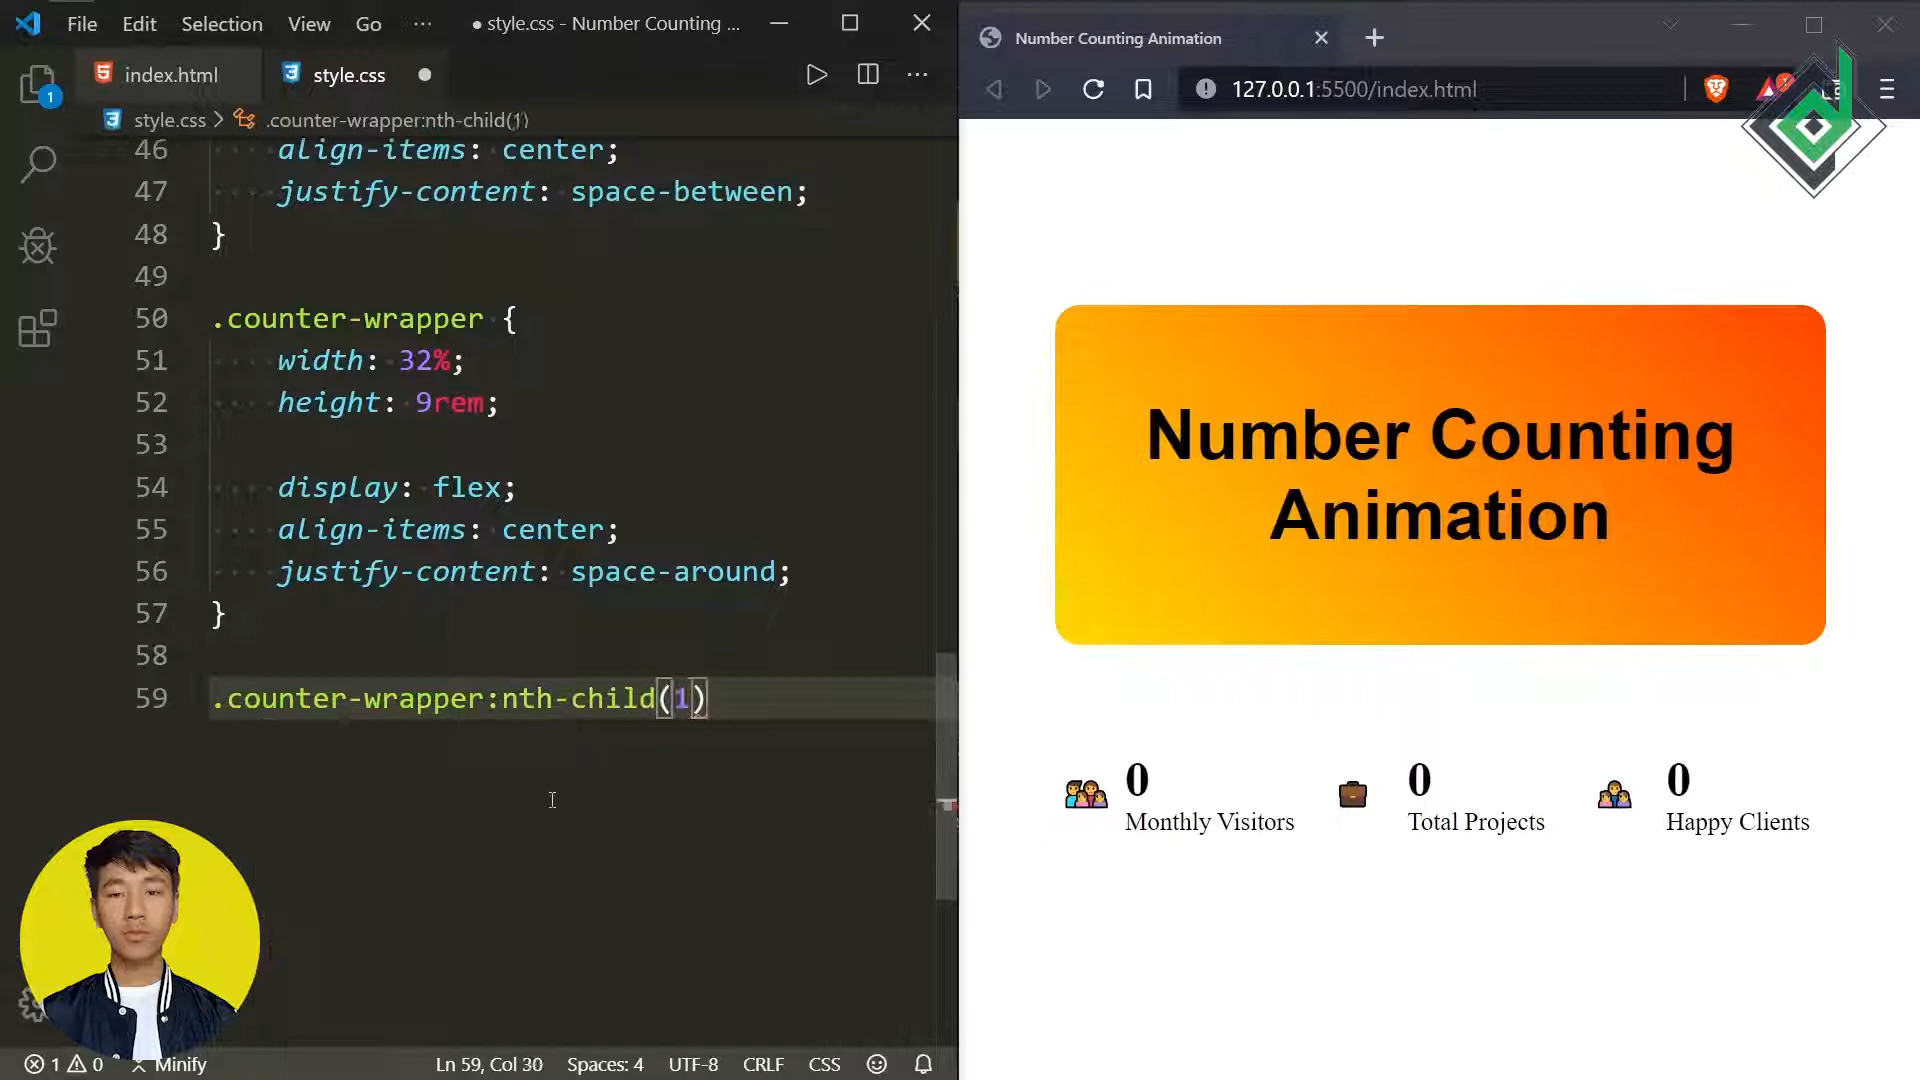 File Edit Selection View Go ··· ● style.css - Number Counting ...
index.html style.css ●
style.css > .counter-wrapper:nth-child(1)
46 align-items: center;
47 justify-content: space-between;
48 }
49
50 .counter-wrapper {
51 width: 32%;
52 height: 9rem;
53
54 display: flex;
55 align-items: center;
56 justify-content: space-around;
57 }
58
59 .counter-wrapper:nth-child(1)
1
1 0 Minify Ln 59, Col 30 Spaces: 4 UTF-8 CRLF CSS
Number Counting Animation
127.0.0.1:5500/index.html
Number Counting
Animation
0
Monthly Visitors
0
Total Projects
0
Happy Clients